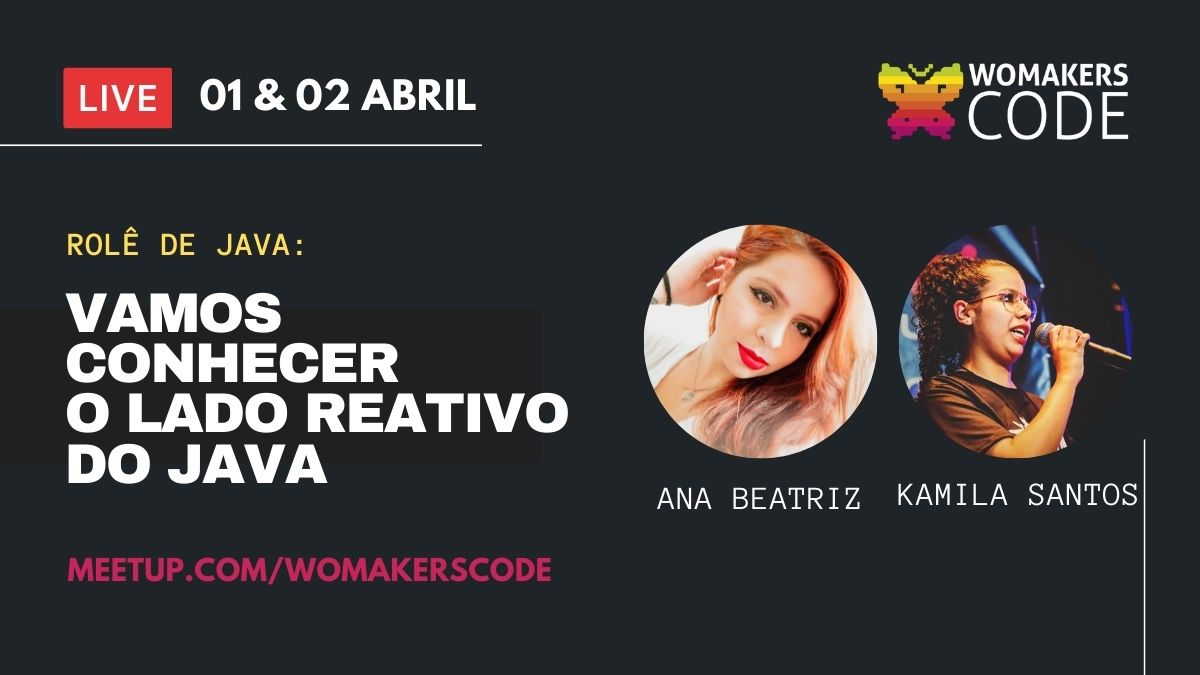 LIVE
01 & 02 ABRIL
WOMAKERS
CODE
ROLÊ DE JAVA:
VAMOS
CONHECER
O LADO REATIVO
DO JAVA
ANA BEATRIZ
KAMILA SANTOS
MEETUP.COM/WOMAKERSCODE